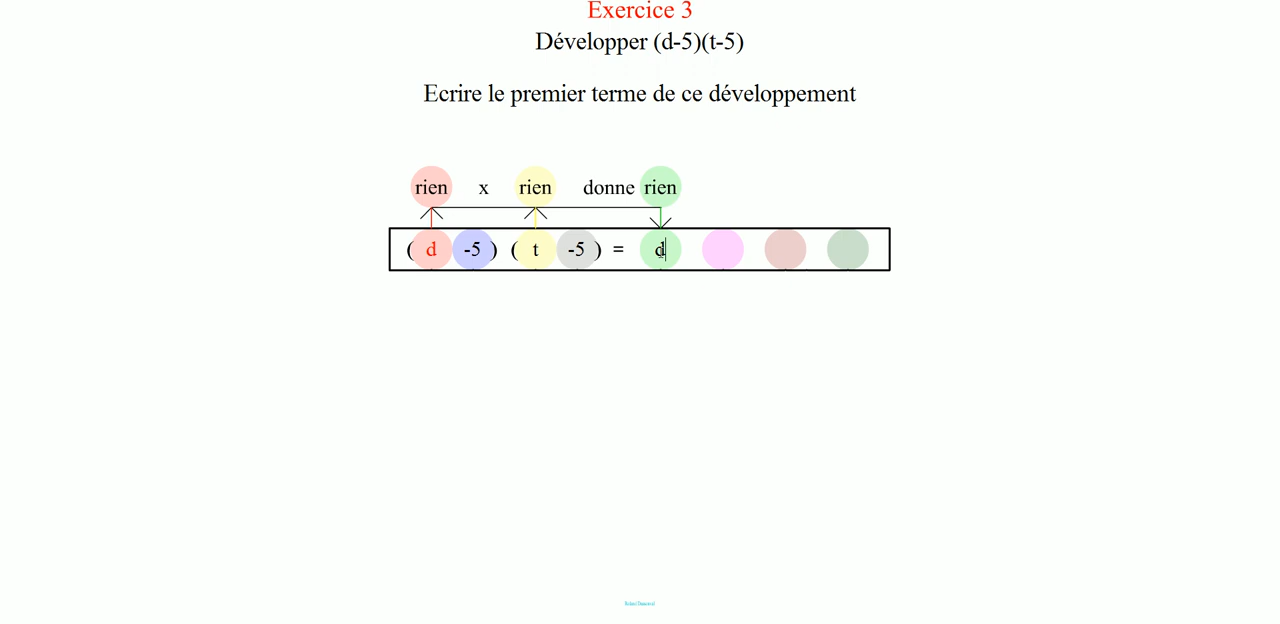 Exercice 3
Développer (d-5)(t-5)
Ecrire le premier terme de ce développement
rien x rien donne rien
( d -5 ) ( t -5 ) = d